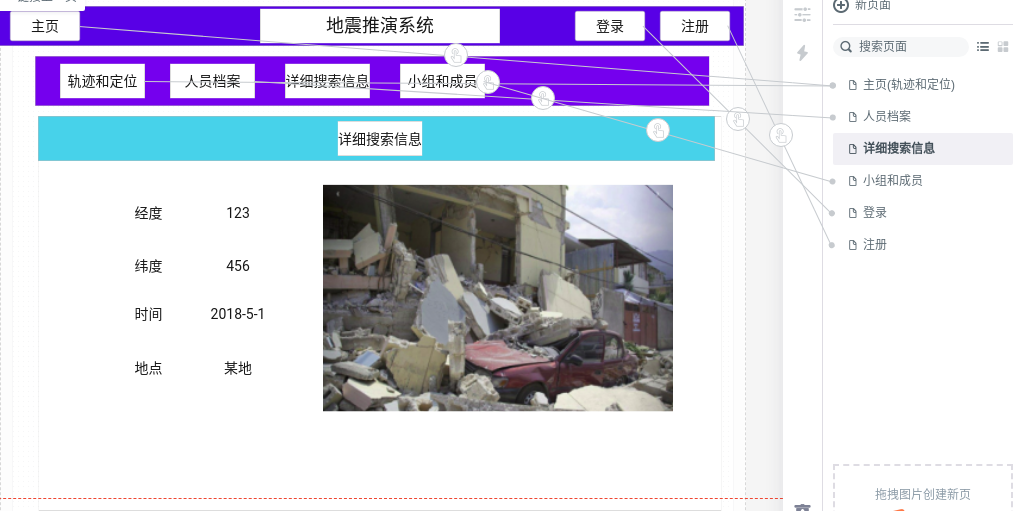 新页面
主页
地震推演系统
登录
注册
搜索页面
轨迹和定位
人员档案
详细搜索信息
小组和成员
主页(轨迹和定位)
人员档案
详细搜索信息
小组和成员
登录
注册
详细搜索信息
经度 123
纬度 456
时间 2018-5-1
地点 某地
拖拽图片创建新页